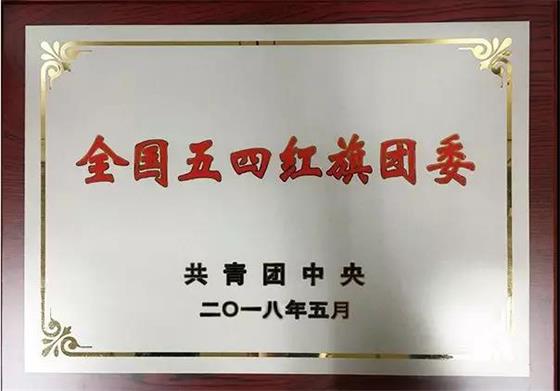 全国五四红旗团委
共青团中央
二〇一八年五月